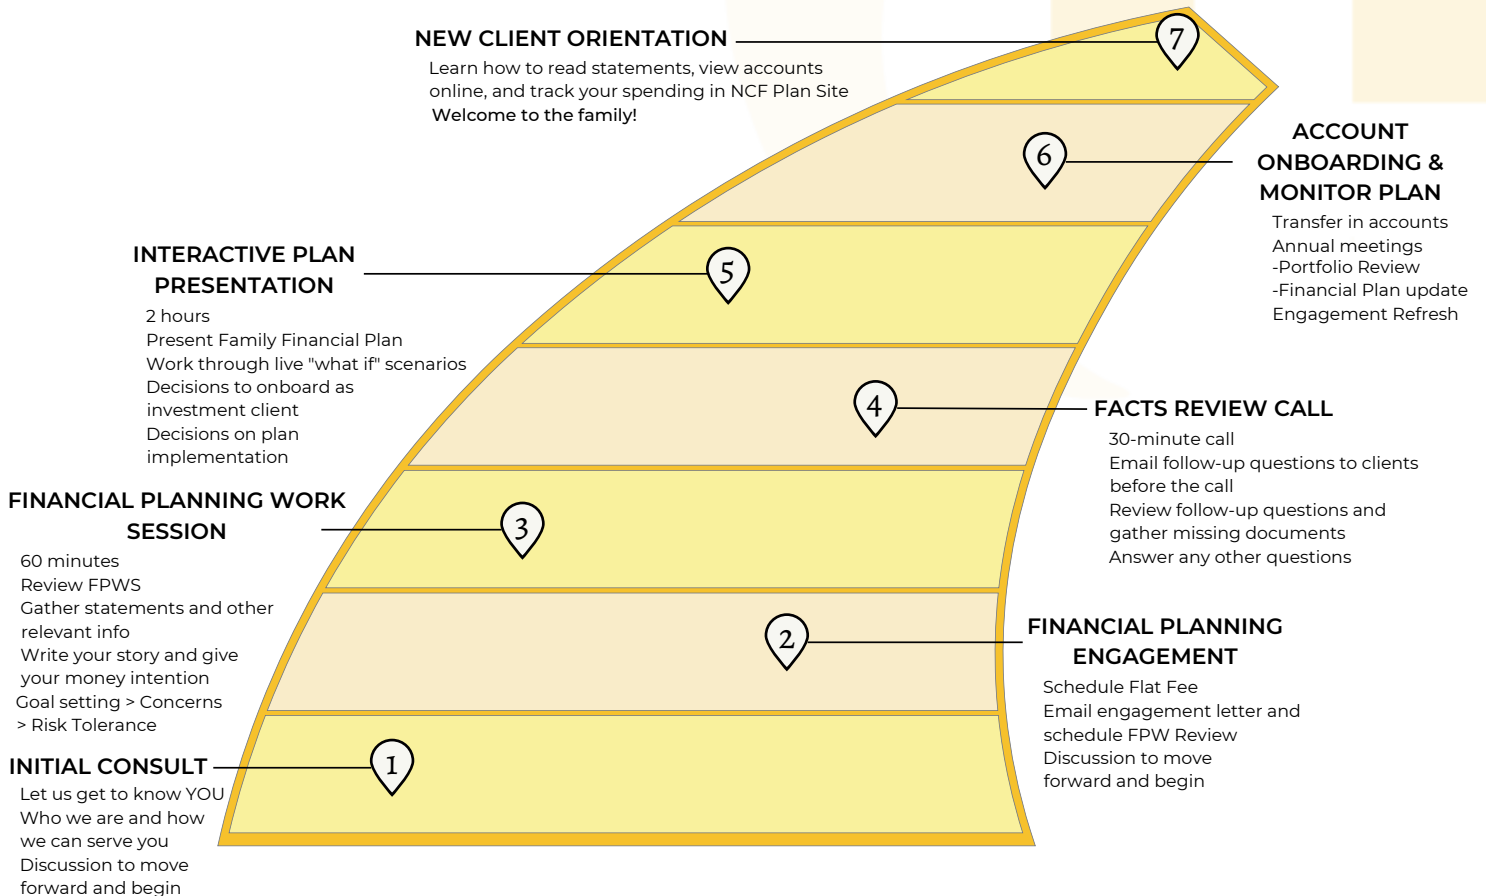 NEW CLIENT ORIENTATION
Learn how to read statements, view accounts
online, and track your spending in NCF Plan Site
Welcome to the family!
7
6
ACCOUNT
ONBOARDING &
MONITOR PLAN
Transfer in accounts
Annual meetings
-Portfolio Review
-Financial Plan update
Engagement Refresh
INTERACTIVE PLAN
PRESENTATION
2 hours
Present Family Financial Plan
Work through live "what if" scenarios
Decisions to onboard as
investment client
Decisions on plan
implementation
5
4
FACTS REVIEW CALL
30-minute call
Email follow-up questions to clients
before the call
Review follow-up questions and
gather missing documents
Answer any other questions
FINANCIAL PLANNING WORK
SESSION
60 minutes
Review FPWS
Gather statements and other
relevant info
Write your story and give
your money intention
Goal setting > Concerns
> Risk Tolerance
3
2
FINANCIAL PLANNING
ENGAGEMENT
Schedule Flat Fee
Email engagement letter and
schedule FPW Review
Discussion to move
forward and begin
INITIAL CONSULT
Let us get to know YOU
Who we are and how
we can serve you
Discussion to move
forward and begin
1